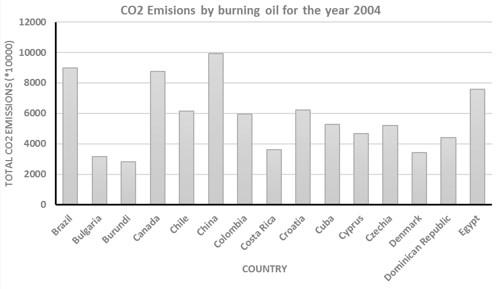 CO2 Emisions by burning oil for the year 2004
TOTAL CO2 EMISSIONS (*10000)
12000
10000
8000
6000
4000
2000
0
Brazil
Bulgaria
Burundi
Canada
Chile
China
Colombia
Costa Rica
Croatia
Cuba
Cyprus
Czechia
Denmark
Dominican Republic
Egypt
COUNTRY